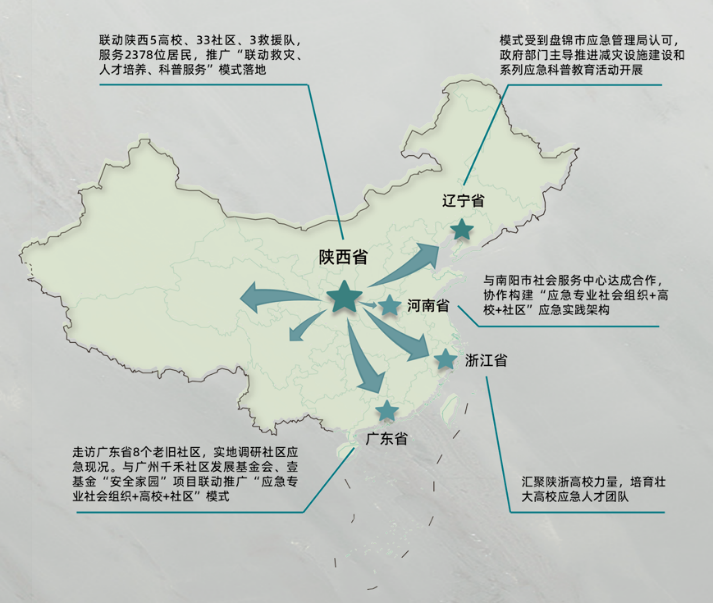 联动陕西5高校、33社区、3救援队，
服务2378位居民，推广“联动救灾、
人才培养、科普服务”模式落地
模式受到盘锦市应急管理局认可，
政府部门主导推进减灾设施建设和
系列应急科普教育活动开展
辽宁省
陕西省
与南阳市社会服务中心达成合作，
协作构建“应急专业社会组织+高
校+社区”应急实践架构
河南省
浙江省
广东省
走访广东省8个老旧社区，实地调研社区应
急现况。与广州千禾社区发展基金会、壹
基金“安全家园”项目联动推广“应急专
业社会组织+高校+社区”模式
汇聚陕浙高校力量，培育壮
大高校应急人才团队